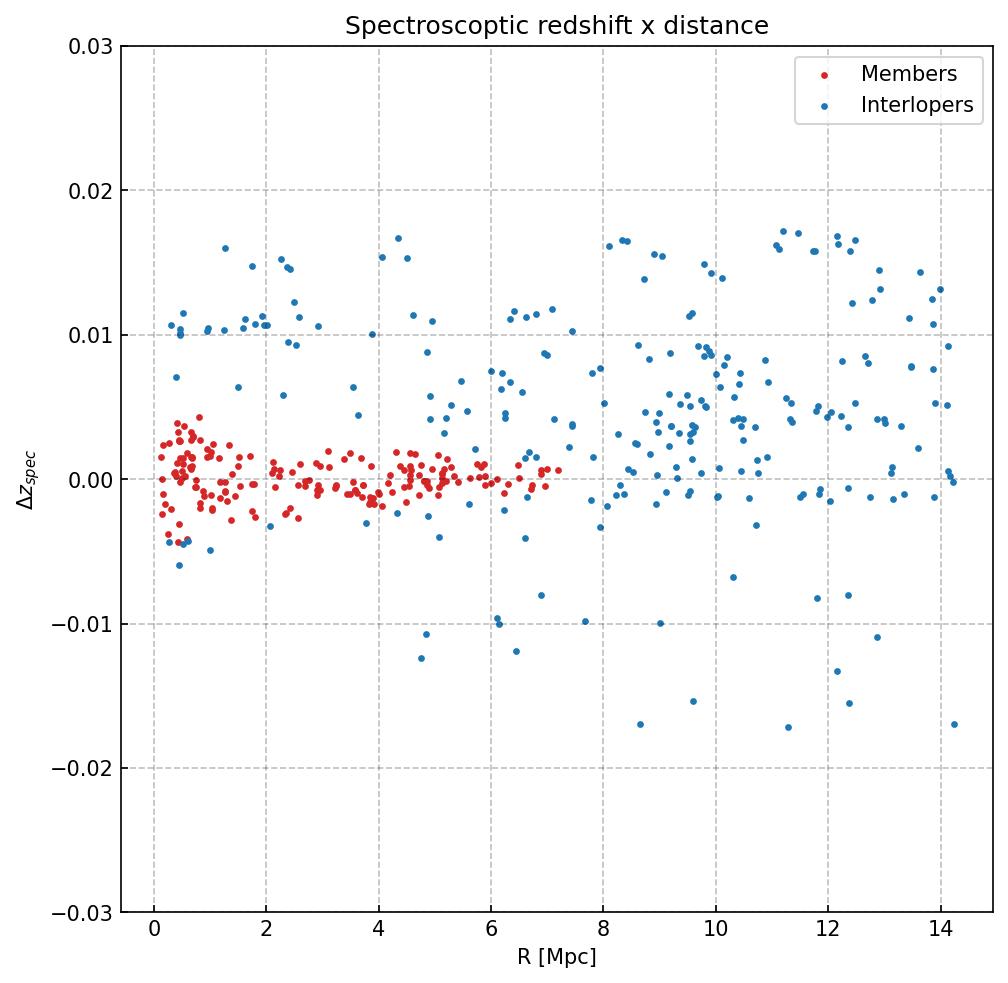 Spectroscoptic redshift x distance
Members
Interlopers
0.03
0.02
0.01
0.00
−0.01
−0.02
−0.03
Δz_spec
0 2 4 6 8 10 12 14
R [Mpc]